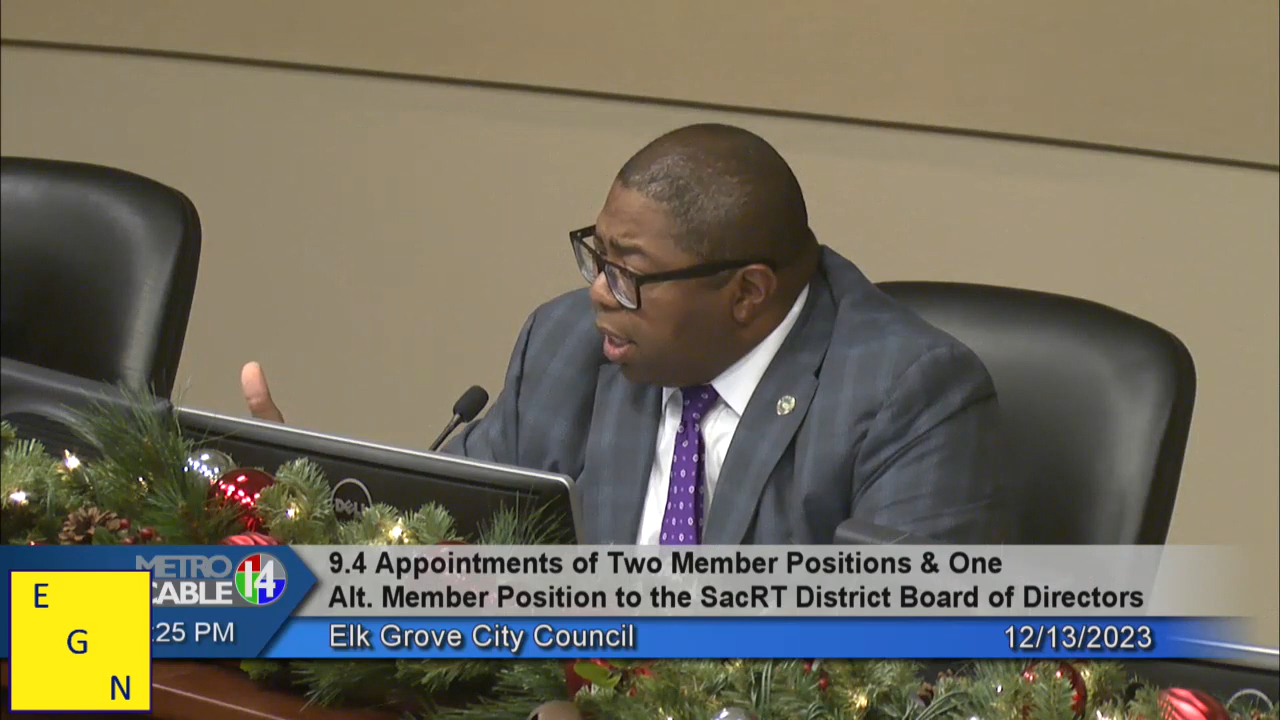 METRO
CABLE 14
:25 PM
9.4 Appointments of Two Member Positions & One
Alt. Member Position to the SacRT District Board of Directors
Elk Grove City Council
12/13/2023
E
G
N
DELL